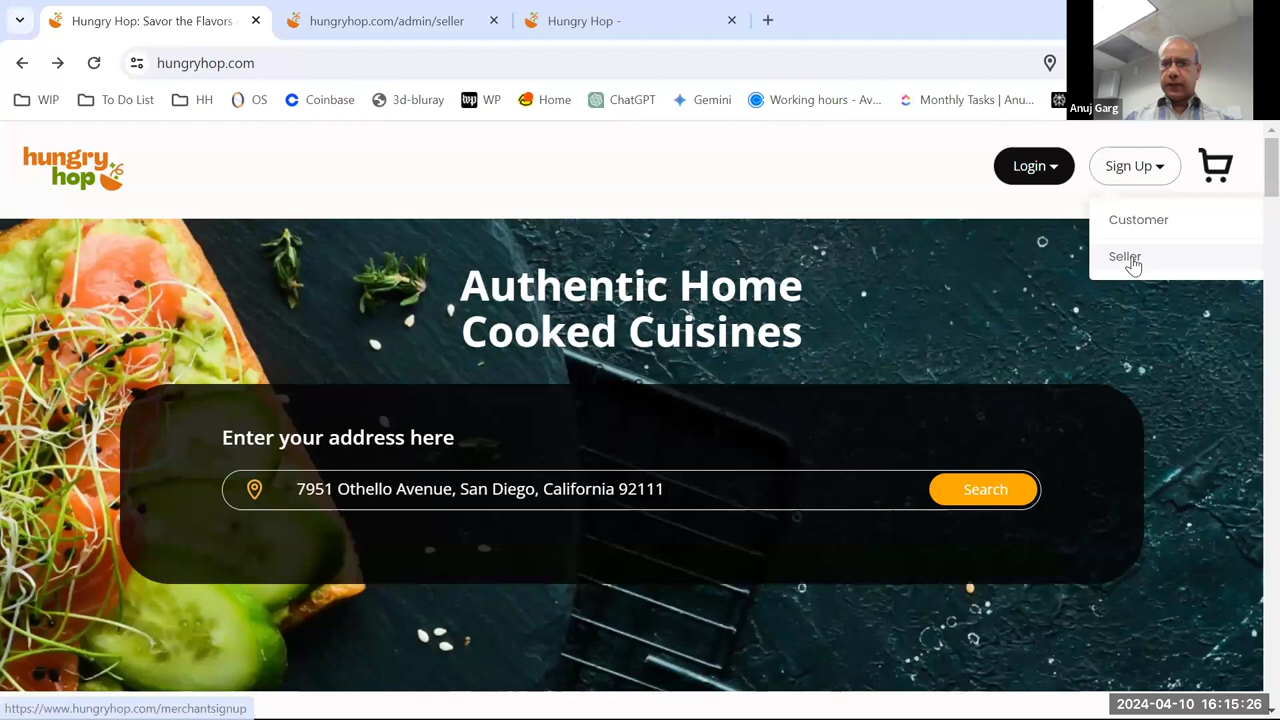 Hungry Hop: Savor the Flavors
hungryhop.com/admin/seller
Hungry Hop -
hungryhop.com
WIP
To Do List
HH
OS
Coinbase
3d-bluray
WP
Home
ChatGPT
Gemini
Working hours - Av...
Monthly Tasks | Anu...
Anuj Garg
hungry
hop
Login
Sign Up
Customer
Seller
Authentic Home
Cooked Cuisines
Enter your address here
7951 Othello Avenue, San Diego, California 92111
Search
https://www.hungryhop.com/merchantsignup
2024-04-10 16:15:26